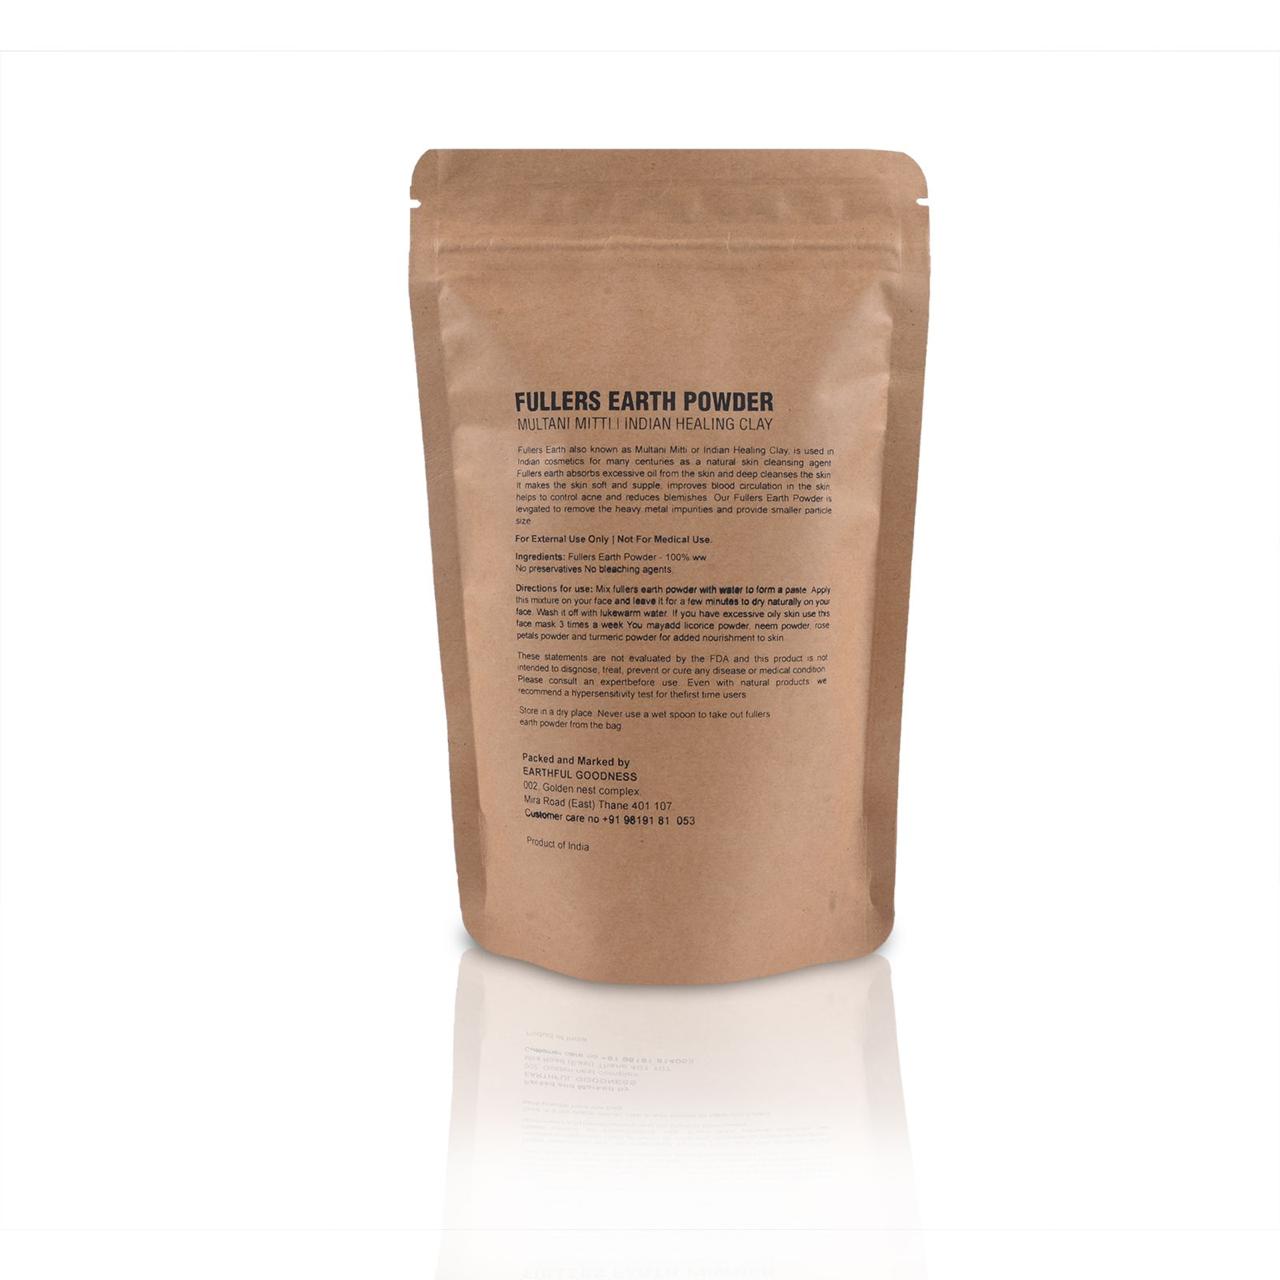 FULLERS EARTH POWDER
MULTANI MITTI | INDIAN HEALING CLAY
Fullers Earth also known as Multani Mitti or Indian Healing Clay, is used in
Indian cosmetics for many centuries as a natural skin cleansing agent
Fullers earth absorbs excessive oil from the skin and deep cleanses the skin
It makes the skin soft and supple, improves blood circulation in the skin,
helps to control acne and reduces blemishes. Our Fullers Earth Powder is
levigated to remove the heavy metal impurities and provide smaller particle
size
For External Use Only | Not For Medical Use.
Ingredients: Fullers Earth Powder - 100% ww
No preservatives No bleaching agents.
Directions for use: Mix fullers earth powder with water to form a paste. Apply
this mixture on your face and leave it for a few minutes to dry naturally on your
face. Wash it off with lukewarm water. If you have excessive oily skin use this
face mask 3 times a week You mayadd licorice powder, neem powder, rose
petals powder and turmeric powder for added nourishment to skin
These statements are not evaluated by the FDA and this product is not
intended to disgnose, treat, prevent or cure any disease or medical condition
Please consult an expertbefore use. Even with natural products we
recommend a hypersensitivity test for thefirst time users
Store in a dry place. Never use a wet spoon to take out fullers
earth powder from the bag
Packed and Marked by
EARTHFUL GOODNESS
002, Golden nest complex,
Mira Road (East) Thane 401 107.
Customer care no +91 98191 81 053
Product of India